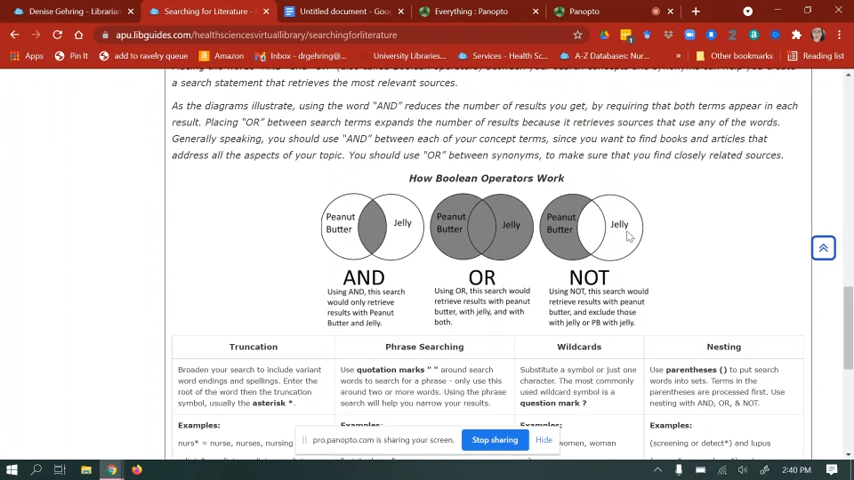 Denise Gehring - Librarian
Searching for Literature -
Untitled document - Goo
Everything : Panopto
Panopto
apu.libguides.com/healthsciencesvirtuallibrary/searchingforliterature
Apps
Pin It
add to ravelry queue
Amazon
Inbox - drgehring@...
University Libraries...
Services - Health Sc...
A-Z Databases: Nur...
»
Other bookmarks
Reading list
a search statement that retrieves the most relevant sources.
As the diagrams illustrate, using the word “AND” reduces the number of results you get, by requiring that both terms appear in each
result. Placing “OR” between search terms expands the number of results because it retrieves sources that use any of the words.
Generally speaking, you should use “AND” between each of your concept terms, since you want to find books and articles that
address all the aspects of your topic. You should use “OR” between synonyms, to make sure that you find closely related sources.
How Boolean Operators Work
Peanut
Butter
Jelly
Peanut
Butter
Jelly
Peanut
Butter
Jelly
AND
Using AND, this search
would only retrieve
results with Peanut
Butter and Jelly.
OR
Using OR, this search would
retrieve results with peanut
butter, with jelly, and with
both.
NOT
Using NOT, this search would
retrieve results with peanut
butter, and exclude those
with jelly or PB with jelly.
Truncation
Phrase Searching
Wildcards
Nesting
Broaden your search to include variant
word endings and spellings. Enter the
root of the word then the truncation
symbol, usually the asterisk *.
Use quotation marks " " around search
words to search for a phrase - only use this
around two or more words. Using the phrase
search will help you narrow your results.
Substitute a symbol or just one
character. The most commonly
used wildcard symbol is a
question mark ?
Use parentheses () to put search
words into sets. Terms in the
parentheses are processed first. Use
nesting with AND, OR, & NOT.
Examples:
Examples:
Examples:
Examples:
nurs* = nurse, nurses, nursing
women, woman
(screening or detect*) and lupus
pro.panopto.com is sharing your screen.
Stop sharing
Hide
2:40 PM